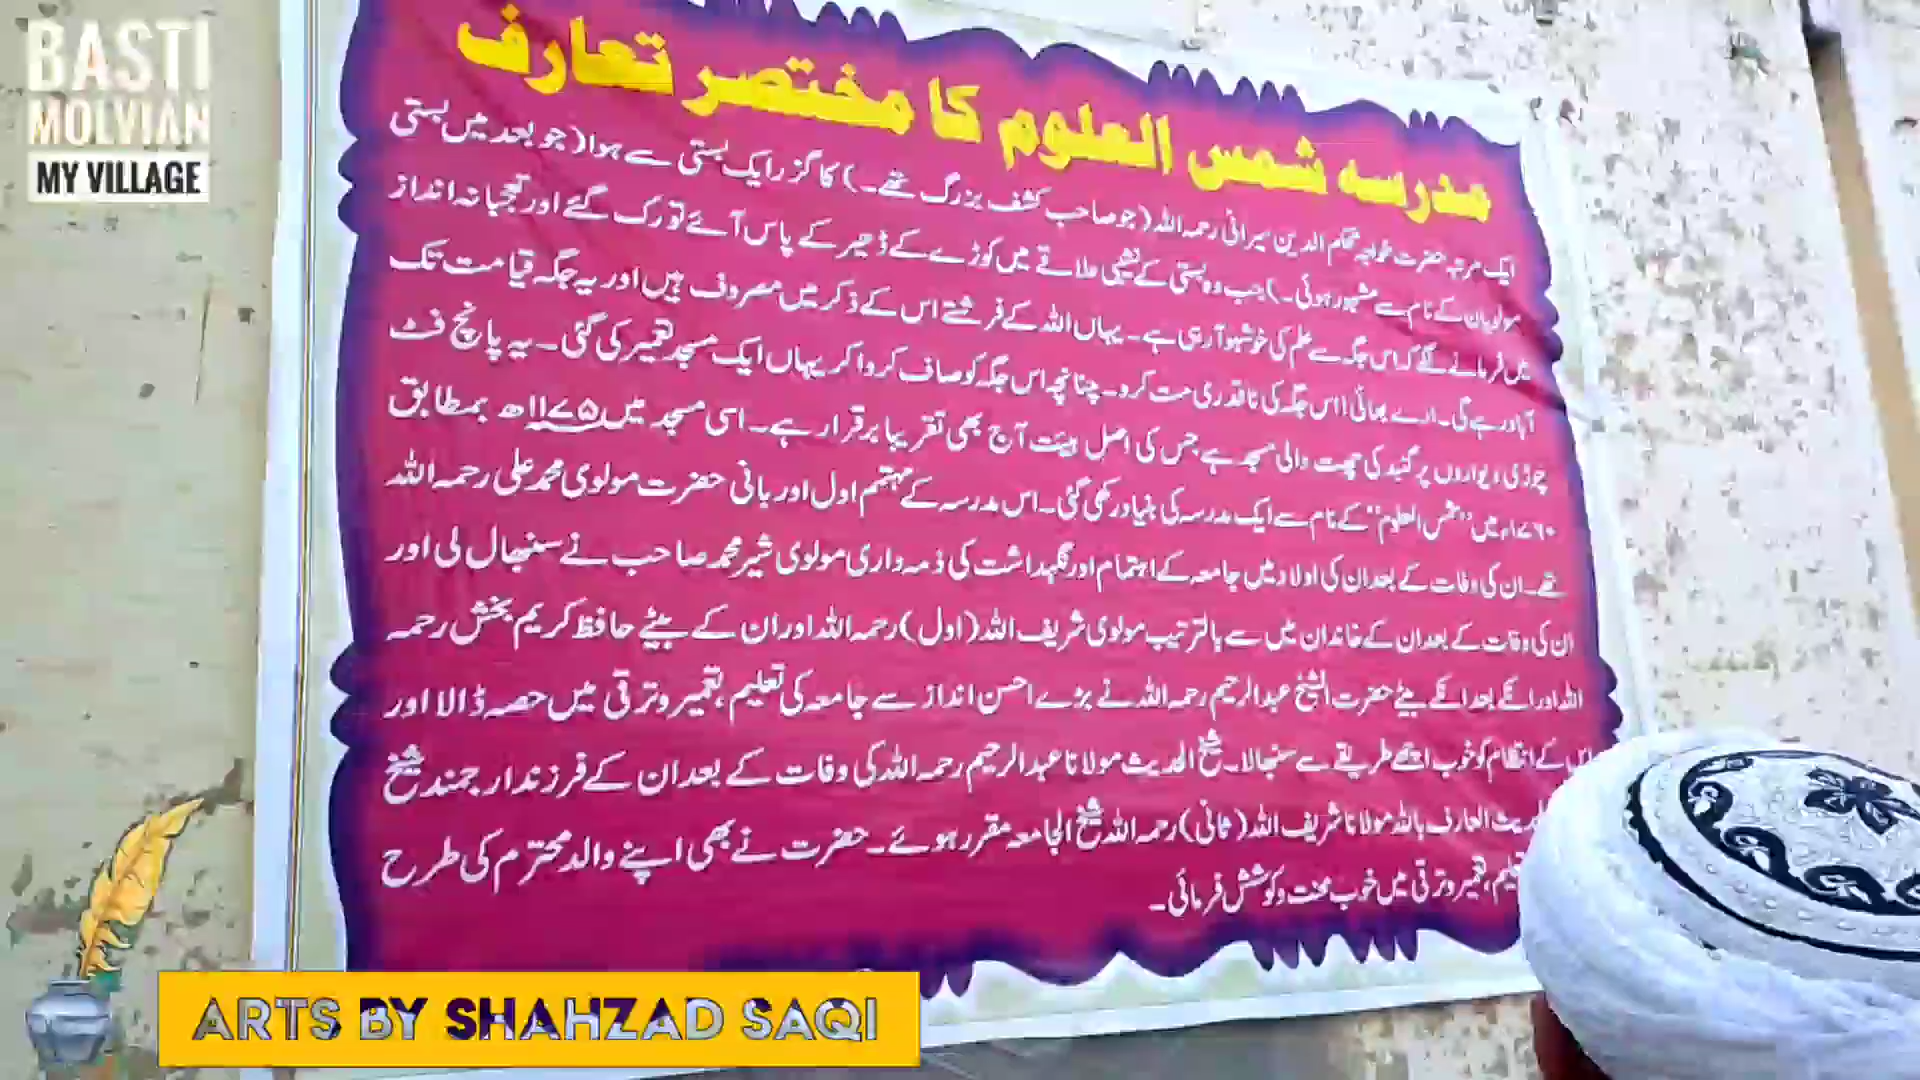 BASTI
MOLVIAN
MY VILLAGE
مدرسہ شمس العلوم کا مختصر تعارف
ایک مرتبہ حضرت خواجہ محکم الدین سیرانی رحمہ اللہ (جو صاحب کشف بزرگ تھے۔) کا گزر ایک بستی سے ہوا (جو بعد میں بستی
مولویان کے نام سے مشہور ہوئی۔) جب وہ بستی کے نشیبی علاقے میں کوڑے کے ڈھیر کے پاس آئے تو رک گئے اور تعجبانہ انداز
میں فرمانے لگے کہ اس جگہ سے علم کی خوشبو آ رہی ہے۔ یہاں اللہ کے فرشتے اس کے ذکر میں مصروف ہیں اور یہ جگہ قیامت تک
آباد رہے گی۔ ارے بھائی! اس جگہ کی ناقدری مت کرو۔ چنانچہ اس جگہ کو صاف کروا کر یہاں ایک مسجد تعمیر کی گئی۔ یہ پانچ فٹ
چوڑی دیواروں پر گنبد کی چھت والی مسجد ہے جس کی اصل ہیئت آج بھی تقریبا برقرار ہے۔ اسی مسجد میں ۱۱۷۵ھ بمطابق
۱۷۶۰ء میں "شمس العلوم" کے نام سے ایک مدرسہ کی بنیاد رکھی گئی۔ اس مدرسہ کے مہتمم اول اور بانی حضرت مولوی محمد علی رحمہ اللہ
تھے۔ ان کی وفات کے بعد ان کی اولاد میں جامعہ کے اہتمام اور نگہداشت کی ذمہ داری مولوی شیر محمد صاحب نے سنبھال لی اور
ان کی وفات کے بعد ان کے خاندان میں سے بالترتیب مولوی شریف اللہ (اول) رحمہ اللہ اور ان کے بیٹے حافظ کریم بخش رحمہ
اللہ اور انکے بعد انکے بیٹے حضرت الشیخ عبدالرحیم رحمہ اللہ نے بڑے احسن انداز سے جامعہ کی تعلیم، تعمیر و ترقی میں حصہ ڈالا اور
اس کے انتظام کو خوب اچھے طریقے سے سنبھالا۔ شیخ الحدیث مولانا عبدالرحیم رحمہ اللہ کی وفات کے بعد ان کے فرزند ارجمند شیخ
العارف باللہ مولانا شریف اللہ (ثانی) رحمہ اللہ شیخ الجامعہ مقرر ہوئے۔ حضرت نے بھی اپنے والد محترم کی طرح
تعمیر و ترقی میں خوب محنت و کوشش فرمائی۔
ARTS BY SHAHZAD SAQI